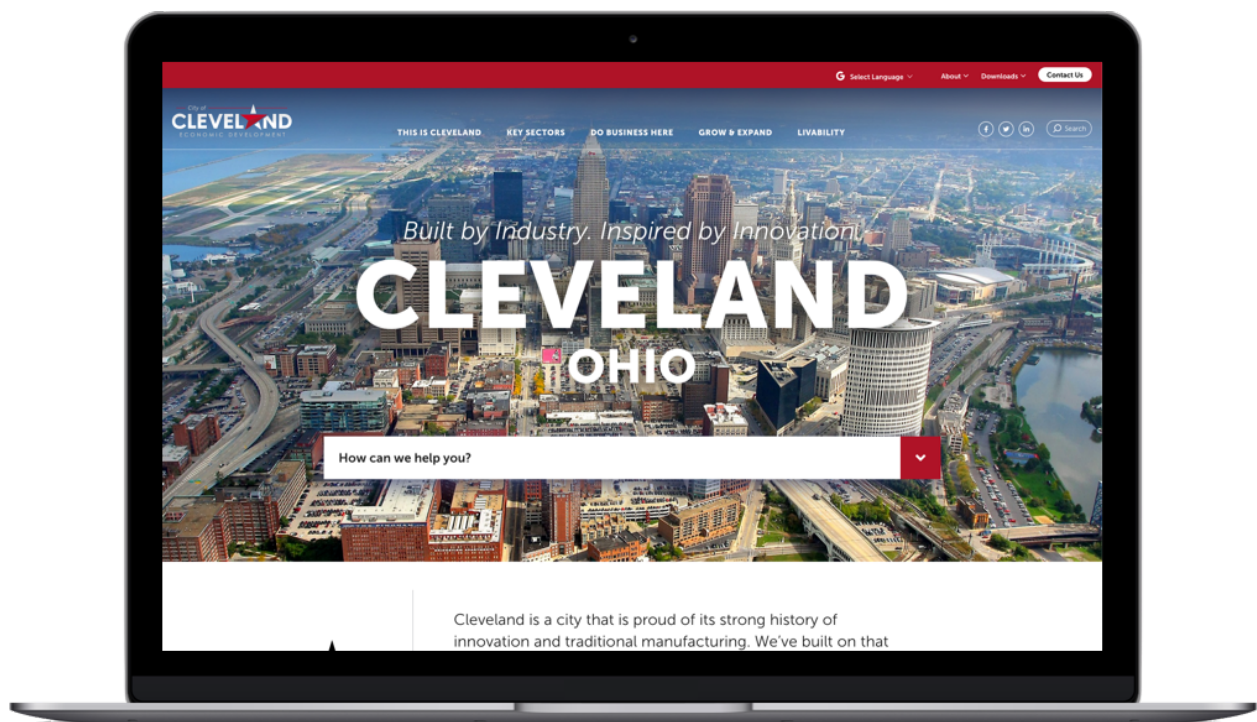 Select Language
About
Downloads
Contact Us
City of
CLEVELAND
ECONOMIC DEVELOPMENT
THIS IS CLEVELAND
KEY SECTORS
DO BUSINESS HERE
GROW & EXPAND
LIVABILITY
Search
Built by Industry. Inspired by Innovation.
CLEVELAND
OHIO
How can we help you?
Cleveland is a city that is proud of its strong history of
innovation and traditional manufacturing. We've built on that